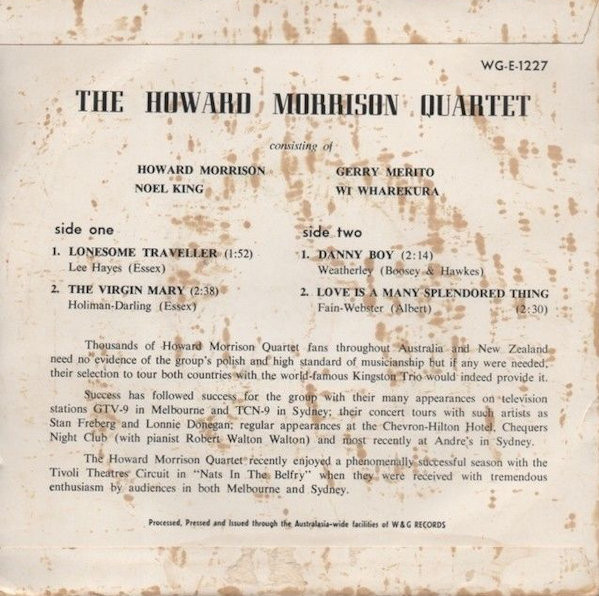 WG-E-1227
THE HOWARD MORRISON QUARTET
consisting of
HOWARD MORRISON
NOEL KING
GERRY MERITO
WI WHAREKURA
side one
1. LONESOME TRAVELLER (1:52)
Lee Hayes (Essex)
2. THE VIRGIN MARY (2:38)
Holiman-Darling (Essex)
side two
1. DANNY BOY (2:14)
Weatherley (Boosey & Hawkes)
2. LOVE IS A MANY SPLENDORED THING
Fain-Webster (Albert) (2:30)
Thousands of Howard Morrison Quartet fans throughout Australia and New Zealand
need no evidence of the group's polish and high standard of musicianship but if any were needed,
their selection to tour both countries with the world-famous Kingston Trio would indeed provide it.
Success has followed success for the group with their many appearances on television
stations GTV-9 in Melbourne and TCN-9 in Sydney; their concert tours with such artists as
Stan Freberg and Lonnie Donegan; regular appearances at the Chevron-Hilton Hotel, Chequers
Night Club (with pianist Robert Walton Walton) and most recently at Andre's in Sydney.
The Howard Morrison Quartet recently enjoyed a phenomenally successful season with the
Tivoli Theatres Circuit in "Nats In The Belfry" when they were received with tremendous
enthusiasm by audiences in both Melbourne and Sydney.
Processed, Pressed and Issued through the Australasia-wide facilities of W&G RECORDS